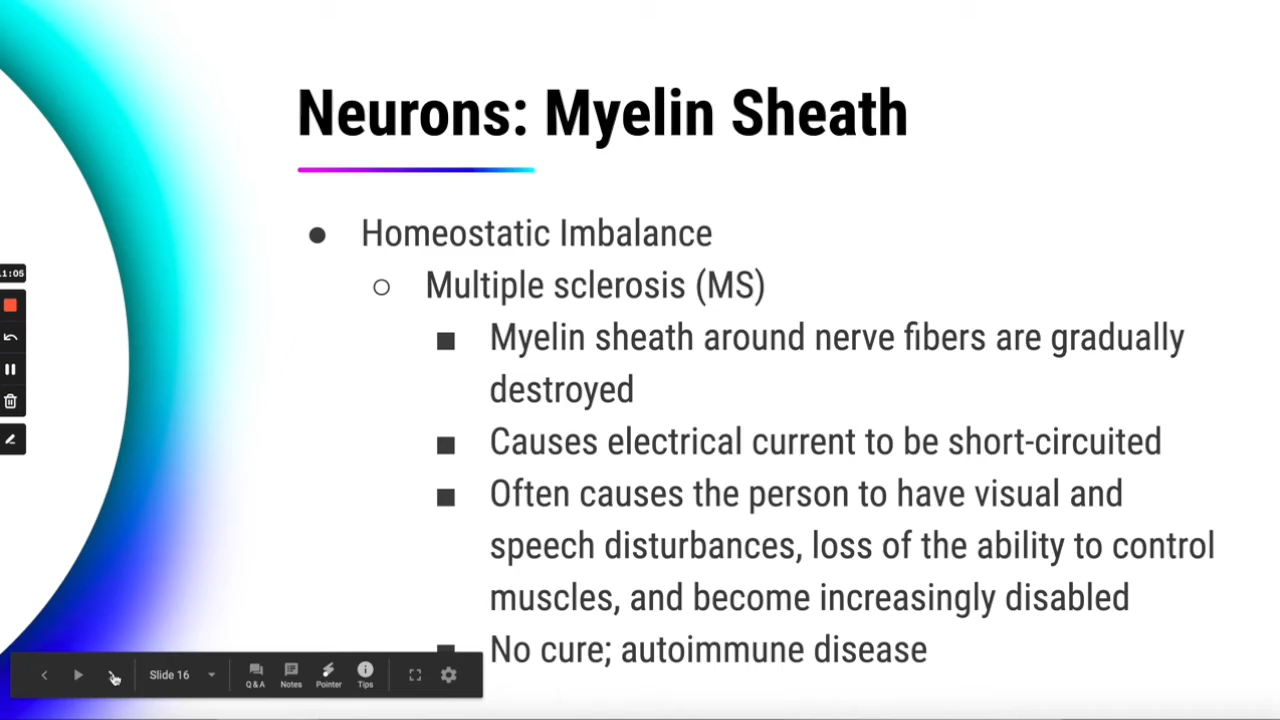 Neurons: Myelin Sheath
● Homeostatic Imbalance
○ Multiple sclerosis (MS)
■ Myelin sheath around nerve fibers are gradually
destroyed
■ Causes electrical current to be short-circuited
■ Often causes the person to have visual and
speech disturbances, loss of the ability to control
muscles, and become increasingly disabled
■ No cure; autoimmune disease
1:05
Slide 16
Q&A Notes Pointer Tips